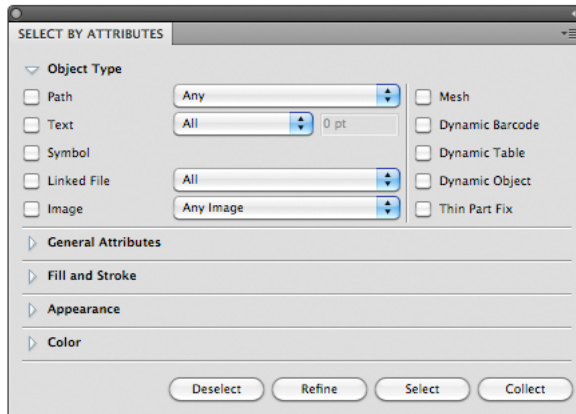 SELECT BY ATTRIBUTES
Object Type
Path Any Mesh
Text All 0 pt Dynamic Barcode
Symbol Dynamic Table
Linked File All Dynamic Object
Image Any Image Thin Part Fix
General Attributes
Fill and Stroke
Appearance
Color
Deselect Refine Select Collect